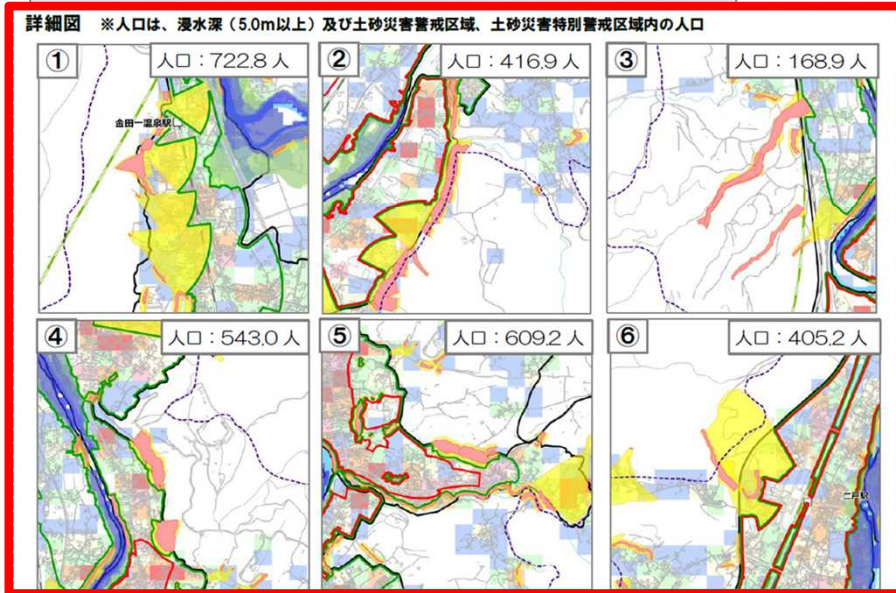 詳細図 ※人口は、浸水深（5.0m以上）及び土砂災害警戒区域、土砂災害特別警戒区域内の人口
① 人口：722.8 人
金田一温泉駅
② 人口：416.9 人
③ 人口：168.9 人
④ 人口：543.0 人
⑤ 人口：609.2 人
⑥ 人口：405.2 人
二戸駅